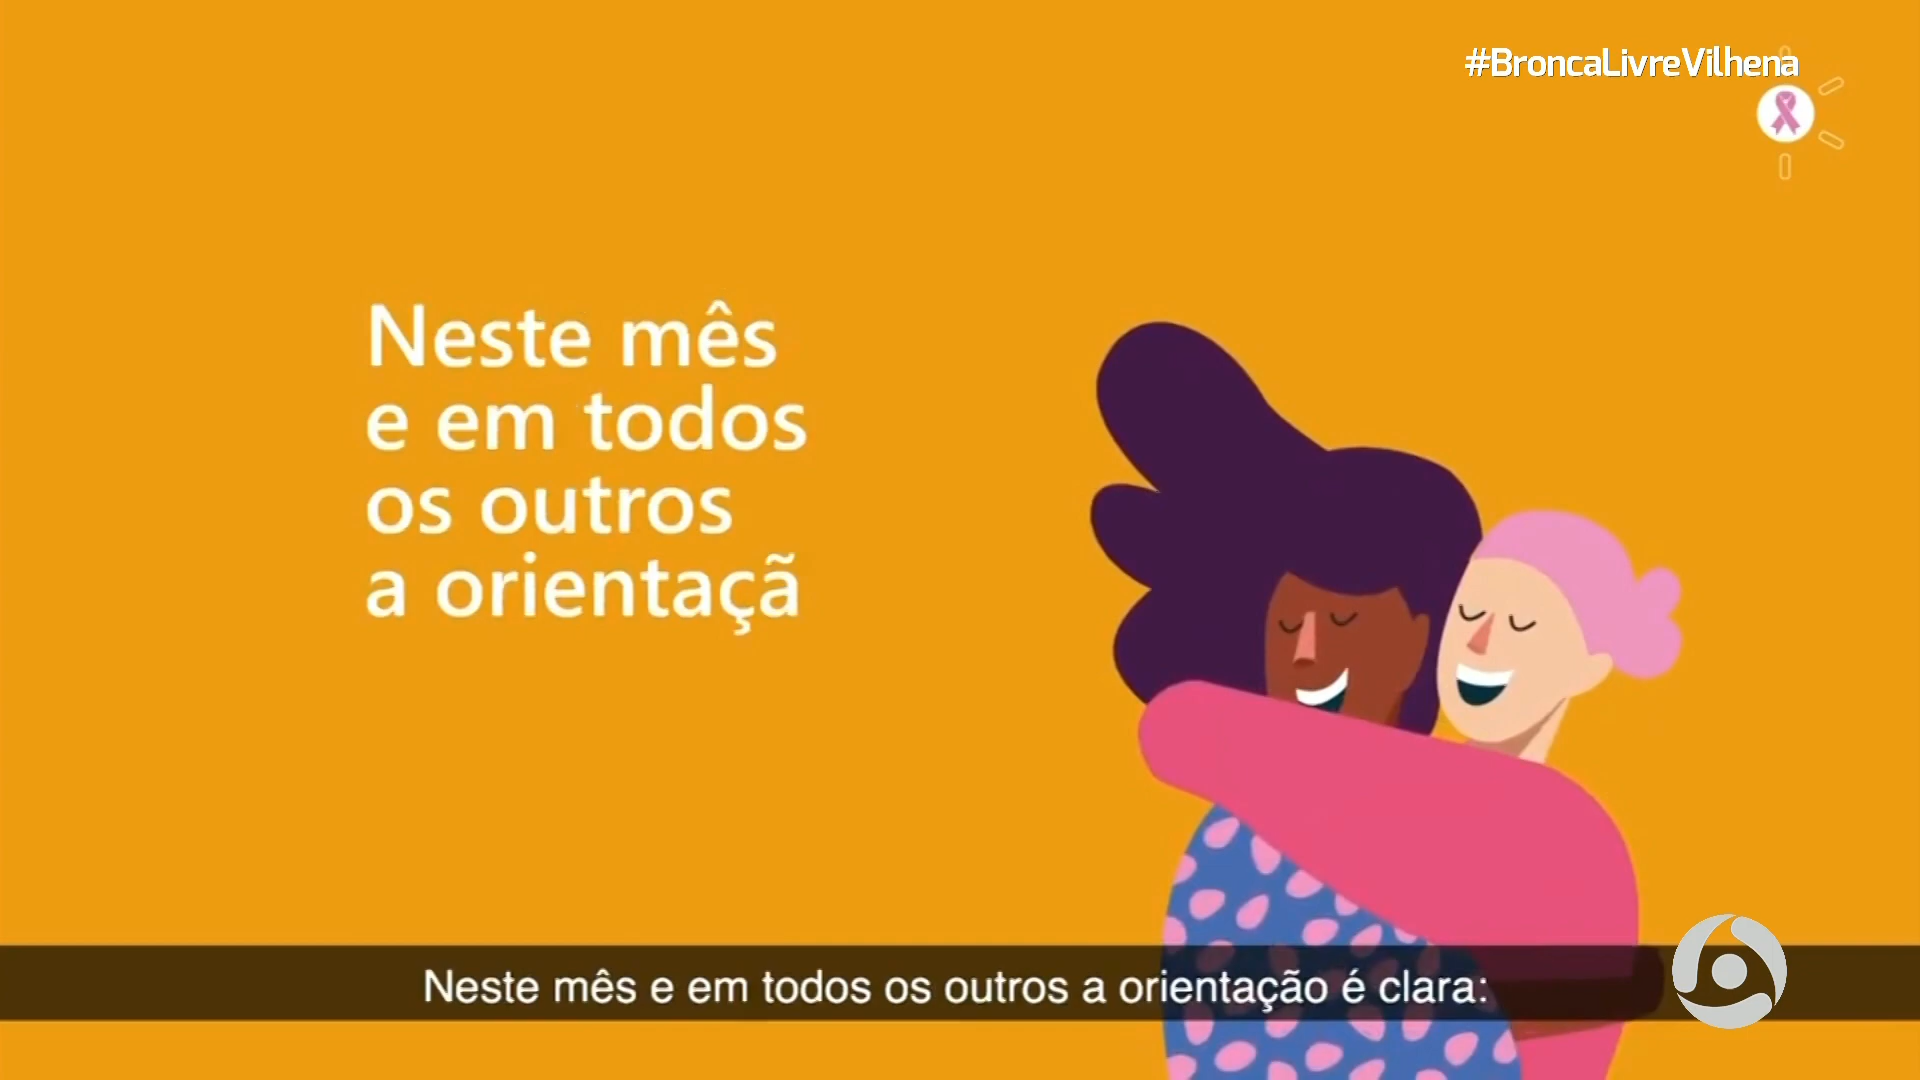 #BroncaLivreVilhena
Neste mês
e em todos
os outros
a orientaçã
Neste mês e em todos os outros a orientação é clara: